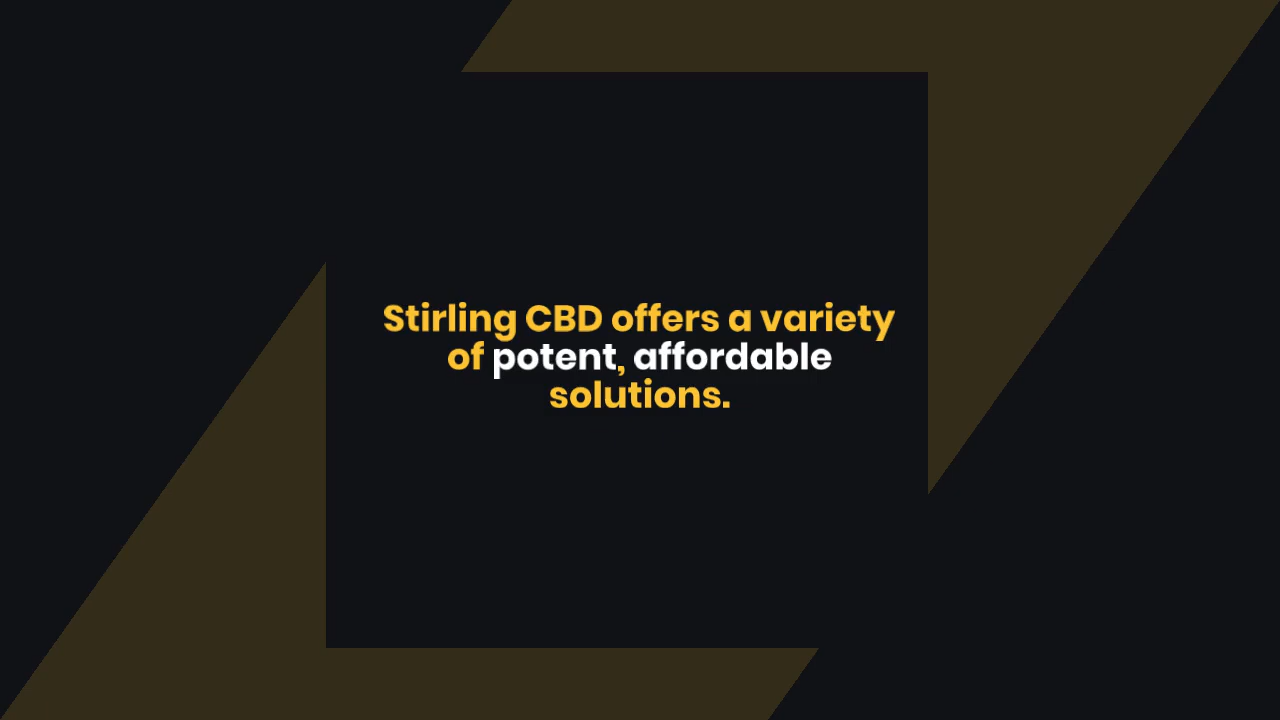 Stirling CBD offers a variety
of potent, affordable
solutions.